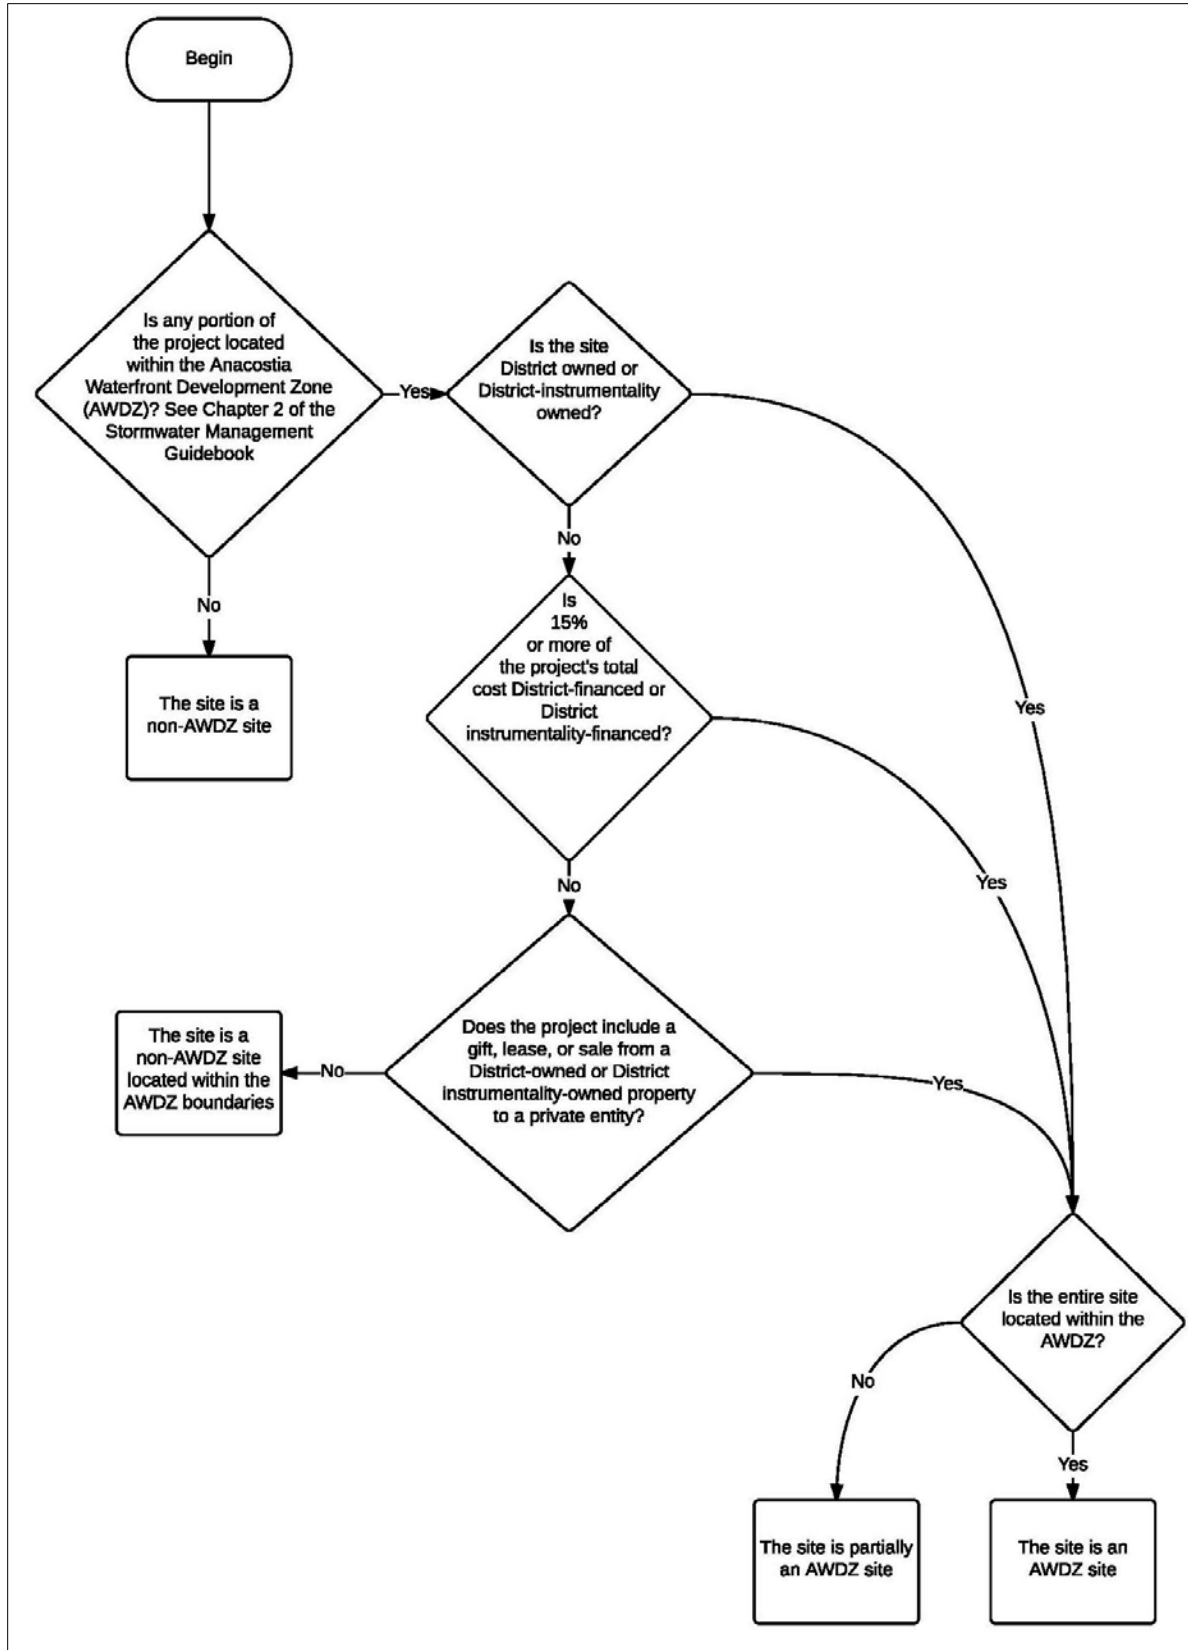 Begin
Is any portion of
the project located
within the Anacostia
Waterfront Development Zone
(AWDZ)? See Chapter 2 of the
Stormwater Management
Guidebook
Yes
Is the site
District owned or
District-instrumentality
owned?
No
No
Is
15%
or more of
the project's total
cost District-financed or
District
instrumentality-financed?
The site is a
non-AWDZ site
Yes
Yes
No
Does the project include a
gift, lease, or sale from a
District-owned or District
instrumentality-owned property
to a private entity?
The site is a
non-AWDZ site
located within the
AWDZ boundaries
No
Yes
Is the entire site
located within the
AWDZ?
No
Yes
The site is partially
an AWDZ site
The site is an
AWDZ site